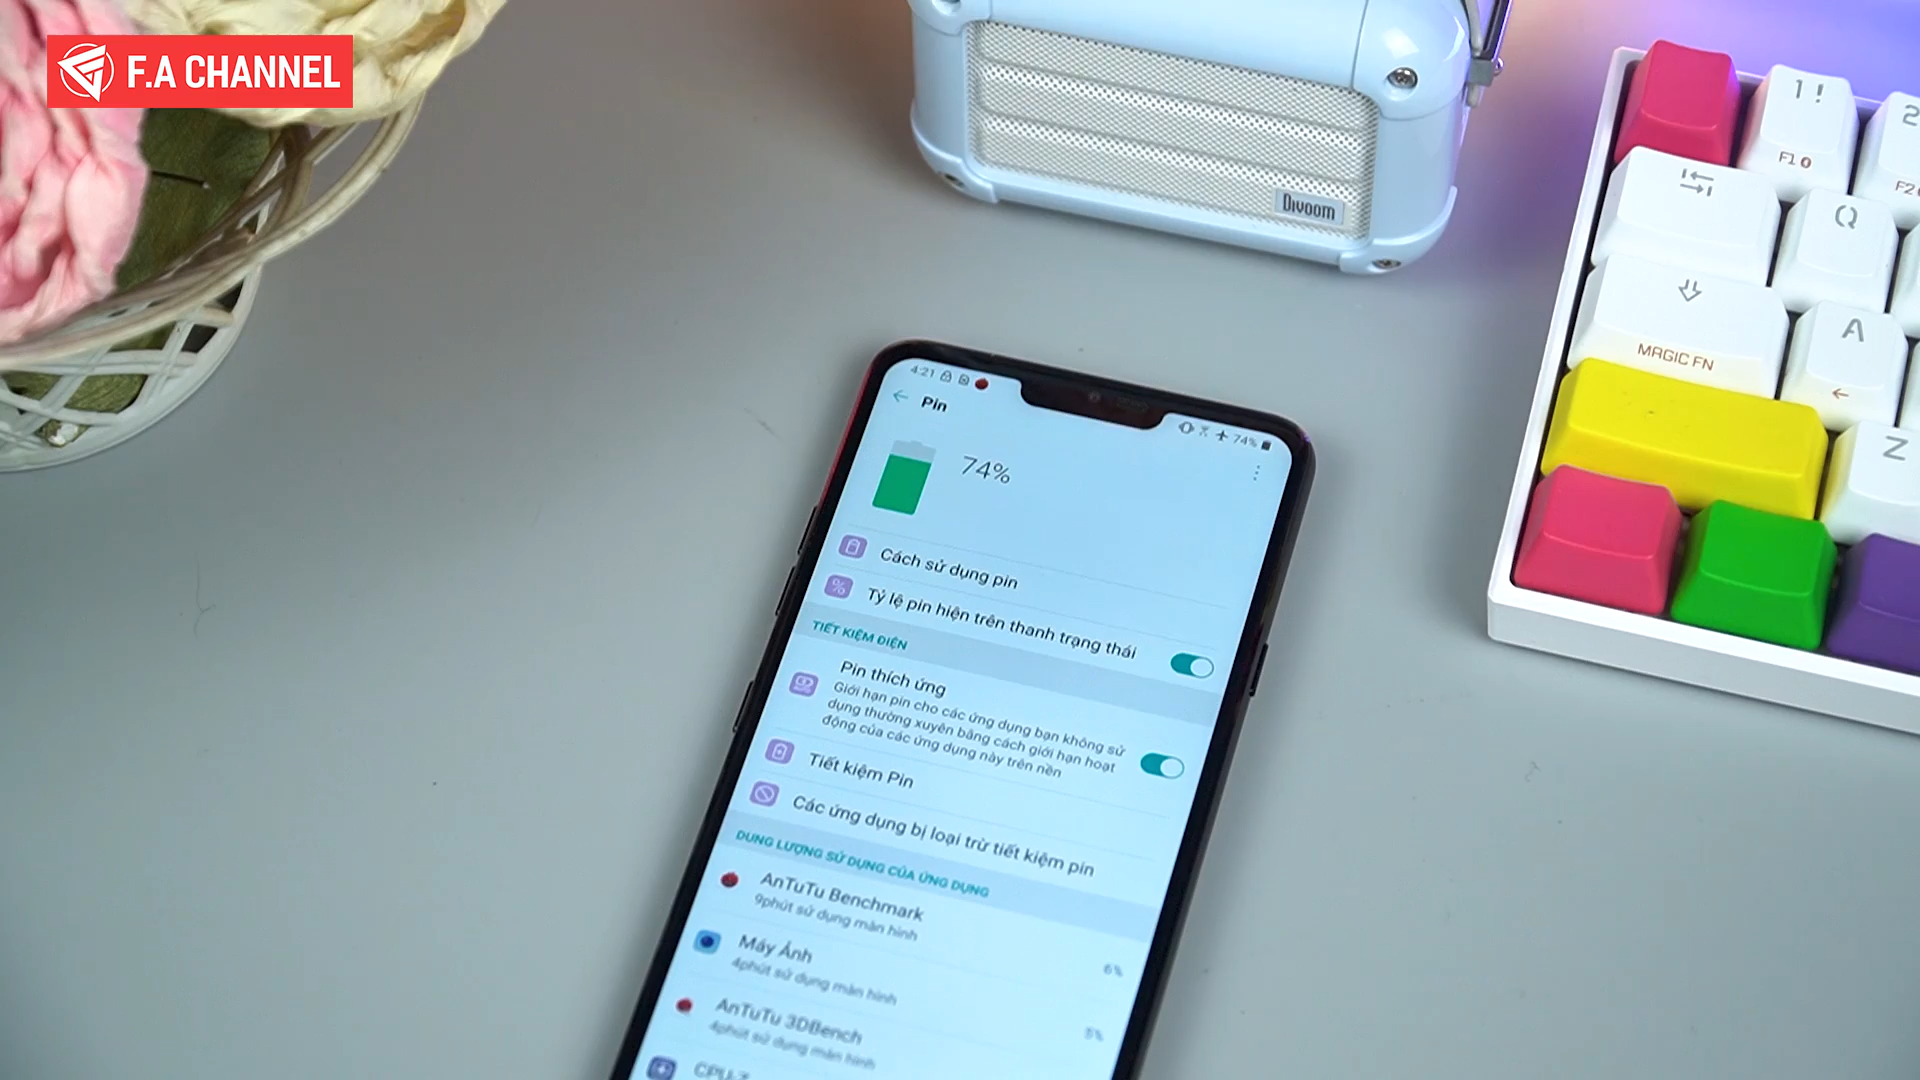 F.A CHANNEL
Divoom
1 !
F1
2
F2
Q
A
MAGIC FN
Z
4:21
74%
Pin
74%
Cách sử dụng pin
Tỷ lệ pin hiện trên thanh trạng thái
TIẾT KIỆM ĐIỆN
Pin thích ứng
Giới hạn pin cho các ứng dụng bạn không sử
dụng thường xuyên bằng cách giới hạn hoạt
động của các ứng dụng này trên nền
Tiết kiệm Pin
Các ứng dụng bị loại trừ tiết kiệm pin
DUNG LƯỢNG SỬ DỤNG CỦA ỨNG DỤNG
AnTuTu Benchmark
9phút sử dụng màn hình
6%
Máy Ảnh
4phút sử dụng màn hình
5%
AnTuTu 3DBench
4phút sử dụng màn hình
CPU-Z